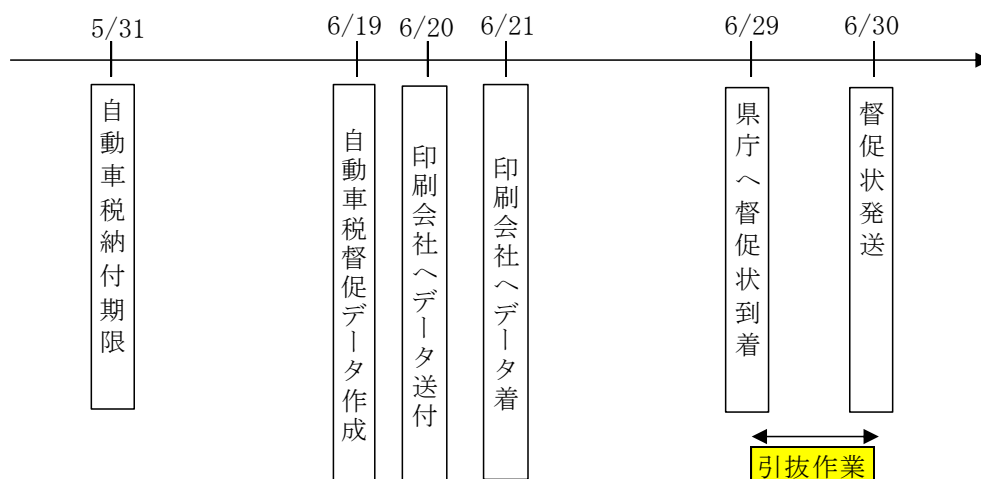 5/31
6/19
6/20
6/21
6/29
6/30
自動車税納付期限
自動車税督促データ作成
印刷会社へデータ送付
印刷会社へデータ着
県庁へ督促状到着
督促状発送
引抜作業